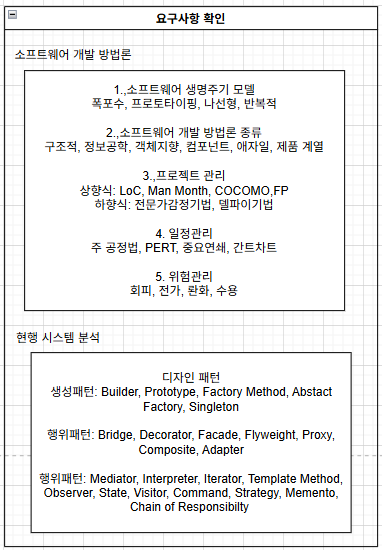 요구사항 확인
소프트웨어 개발 방법론
1.,소프트웨어 생명주기 모델
폭포수, 프로토타이핑, 나선형, 반복적
2.,소프트웨어 개발 방법론 종류
구조적, 정보공학, 객체지향, 컴포넌트, 애자일, 제품 계열
3.,프로젝트 관리
상향식: LoC, Man Month, COCOMO,FP
하향식: 전문가감정기법, 델파이기법
4. 일정관리
주 공정법, PERT, 중요연쇄, 간트차트
5. 위험관리
회피, 전가, 완화, 수용
현행 시스템 분석
디자인 패턴
생성패턴: Builder, Prototype, Factory Method, Abstact
Factory, Singleton
행위패턴: Bridge, Decorator, Facade, Flyweight, Proxy,
Composite, Adapter
행위패턴: Mediator, Interpreter, Iterator, Template Method,
Observer, State, Visitor, Command, Strategy, Memento,
Chain of Responsibilty